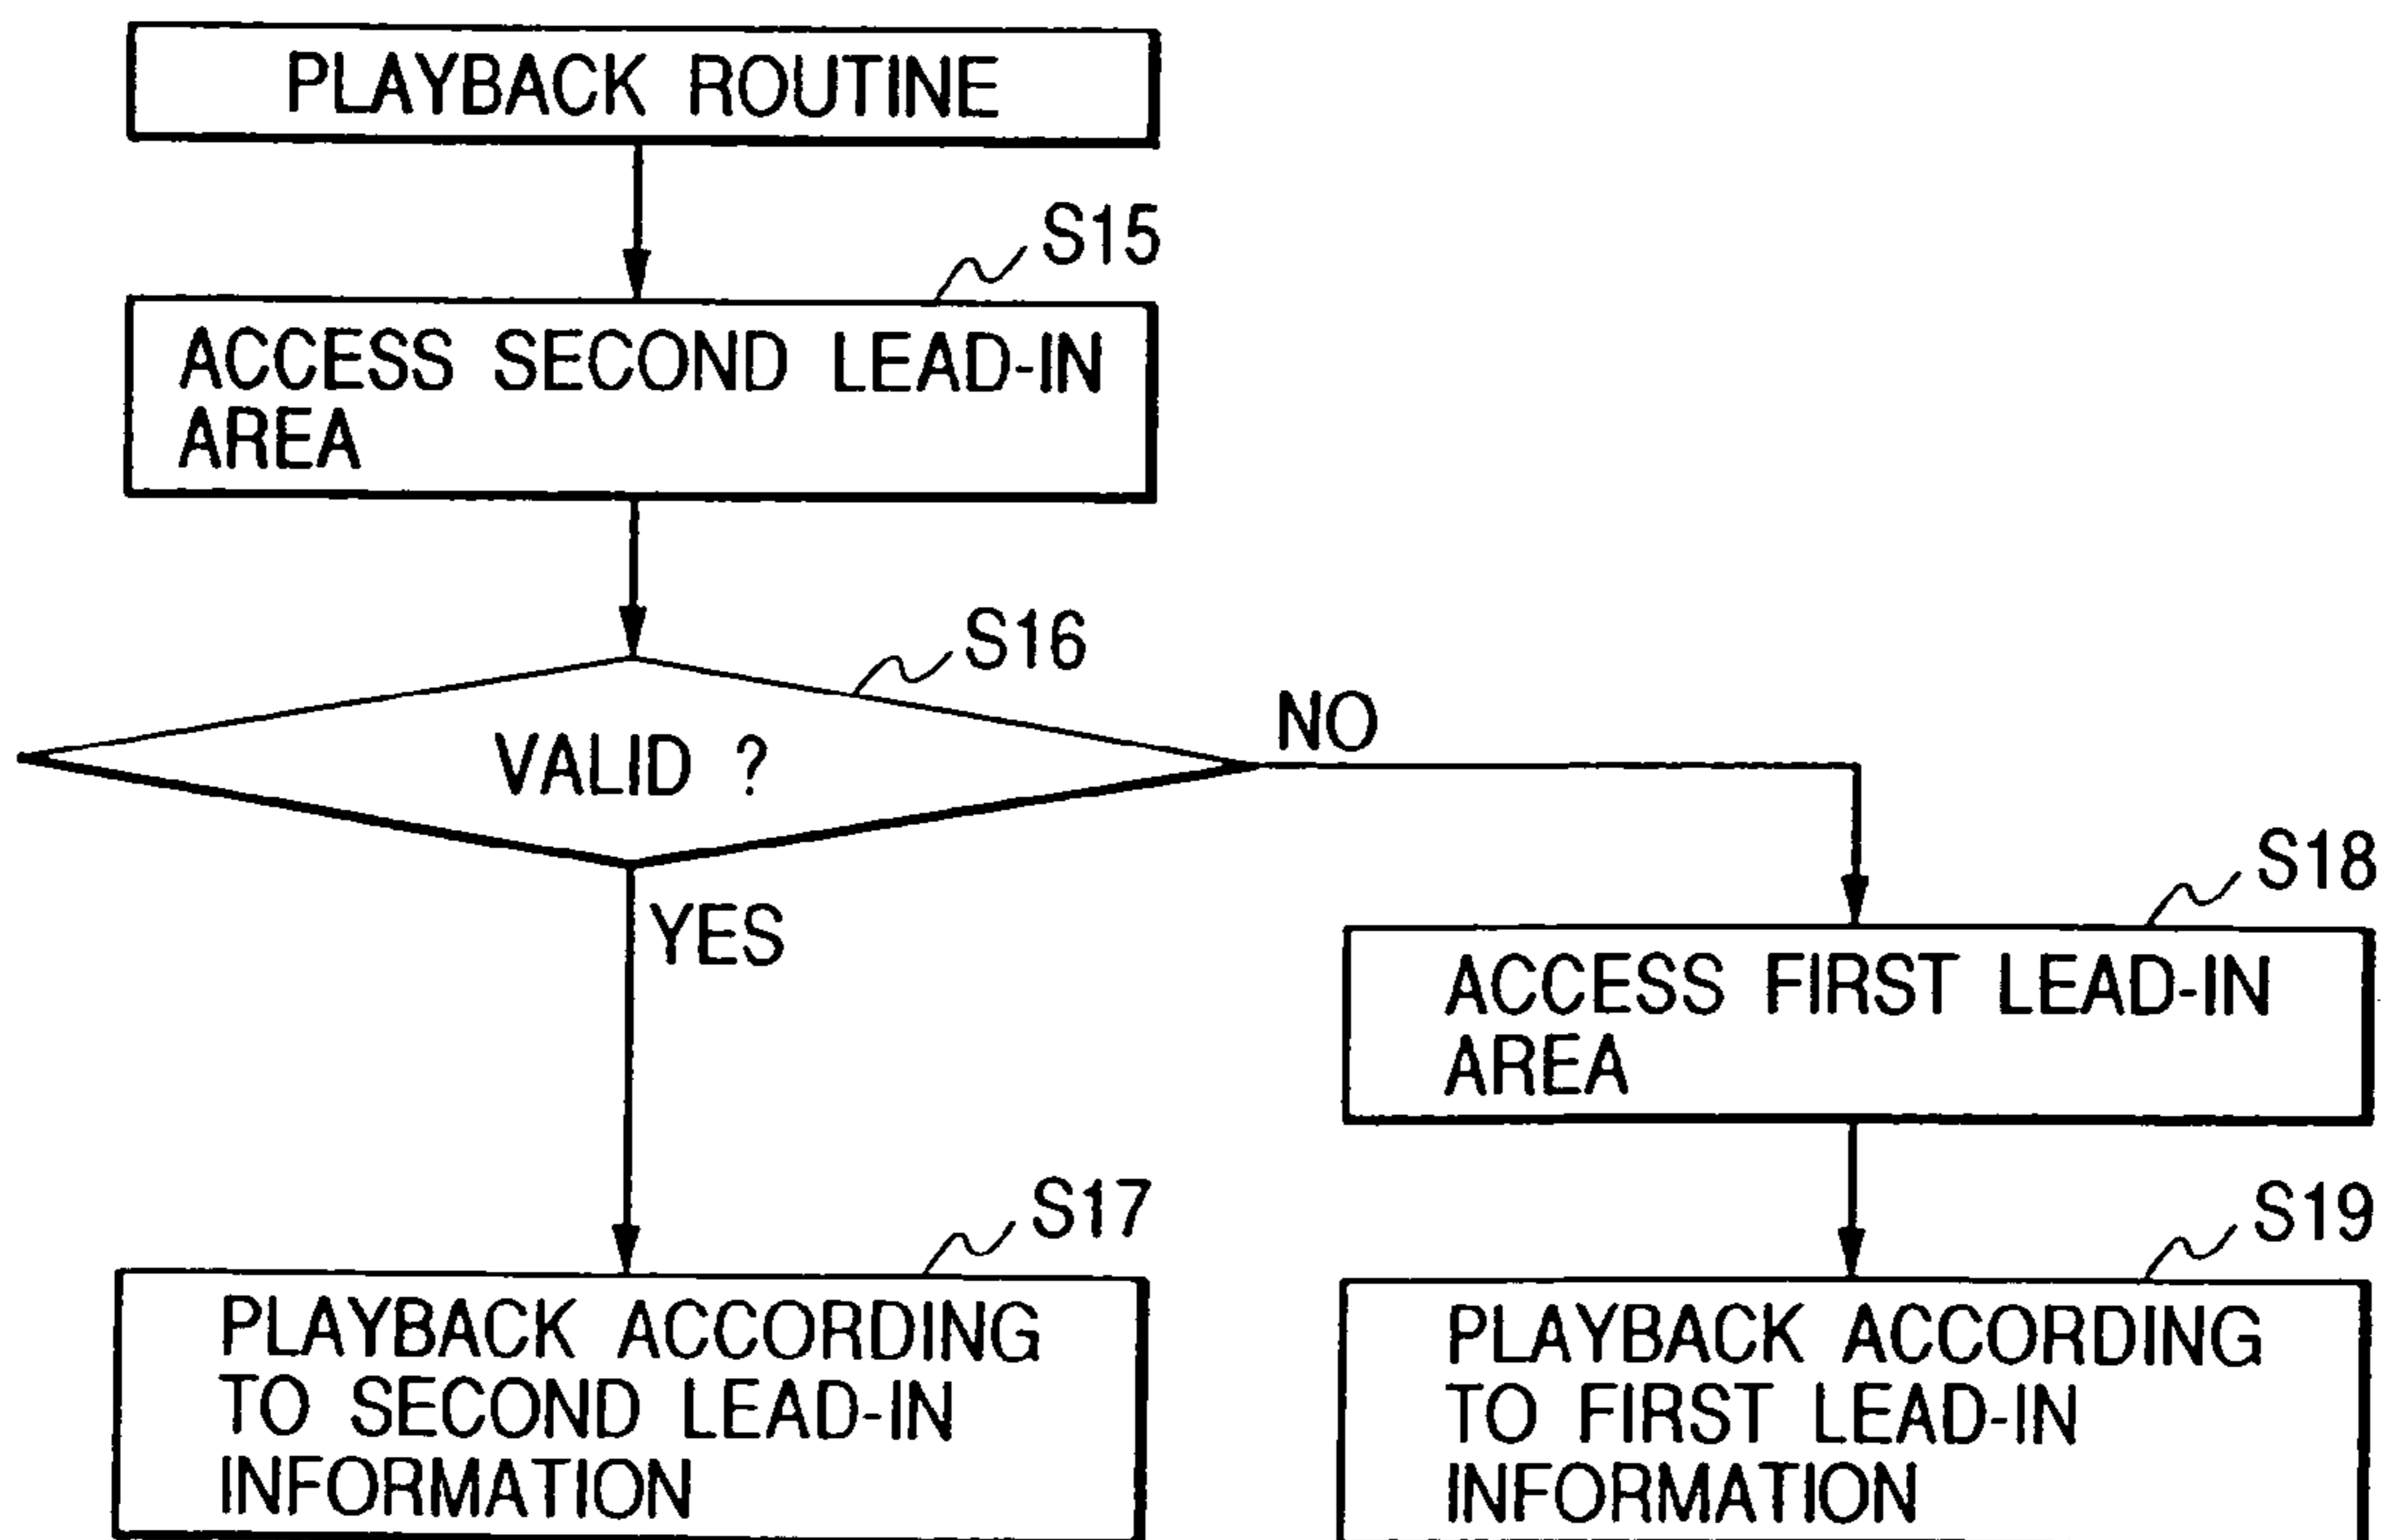 PLAYBACK ROUTINE
S15
ACCESS SECOND LEAD-IN
AREA
S16
VALID ?
NO
YES
S18
ACCESS FIRST LEAD-IN
AREA
S17
PLAYBACK ACCORDING
TO SECOND LEAD-IN
INFORMATION
S19
PLAYBACK ACCORDING
TO FIRST LEAD-IN
INFORMATION